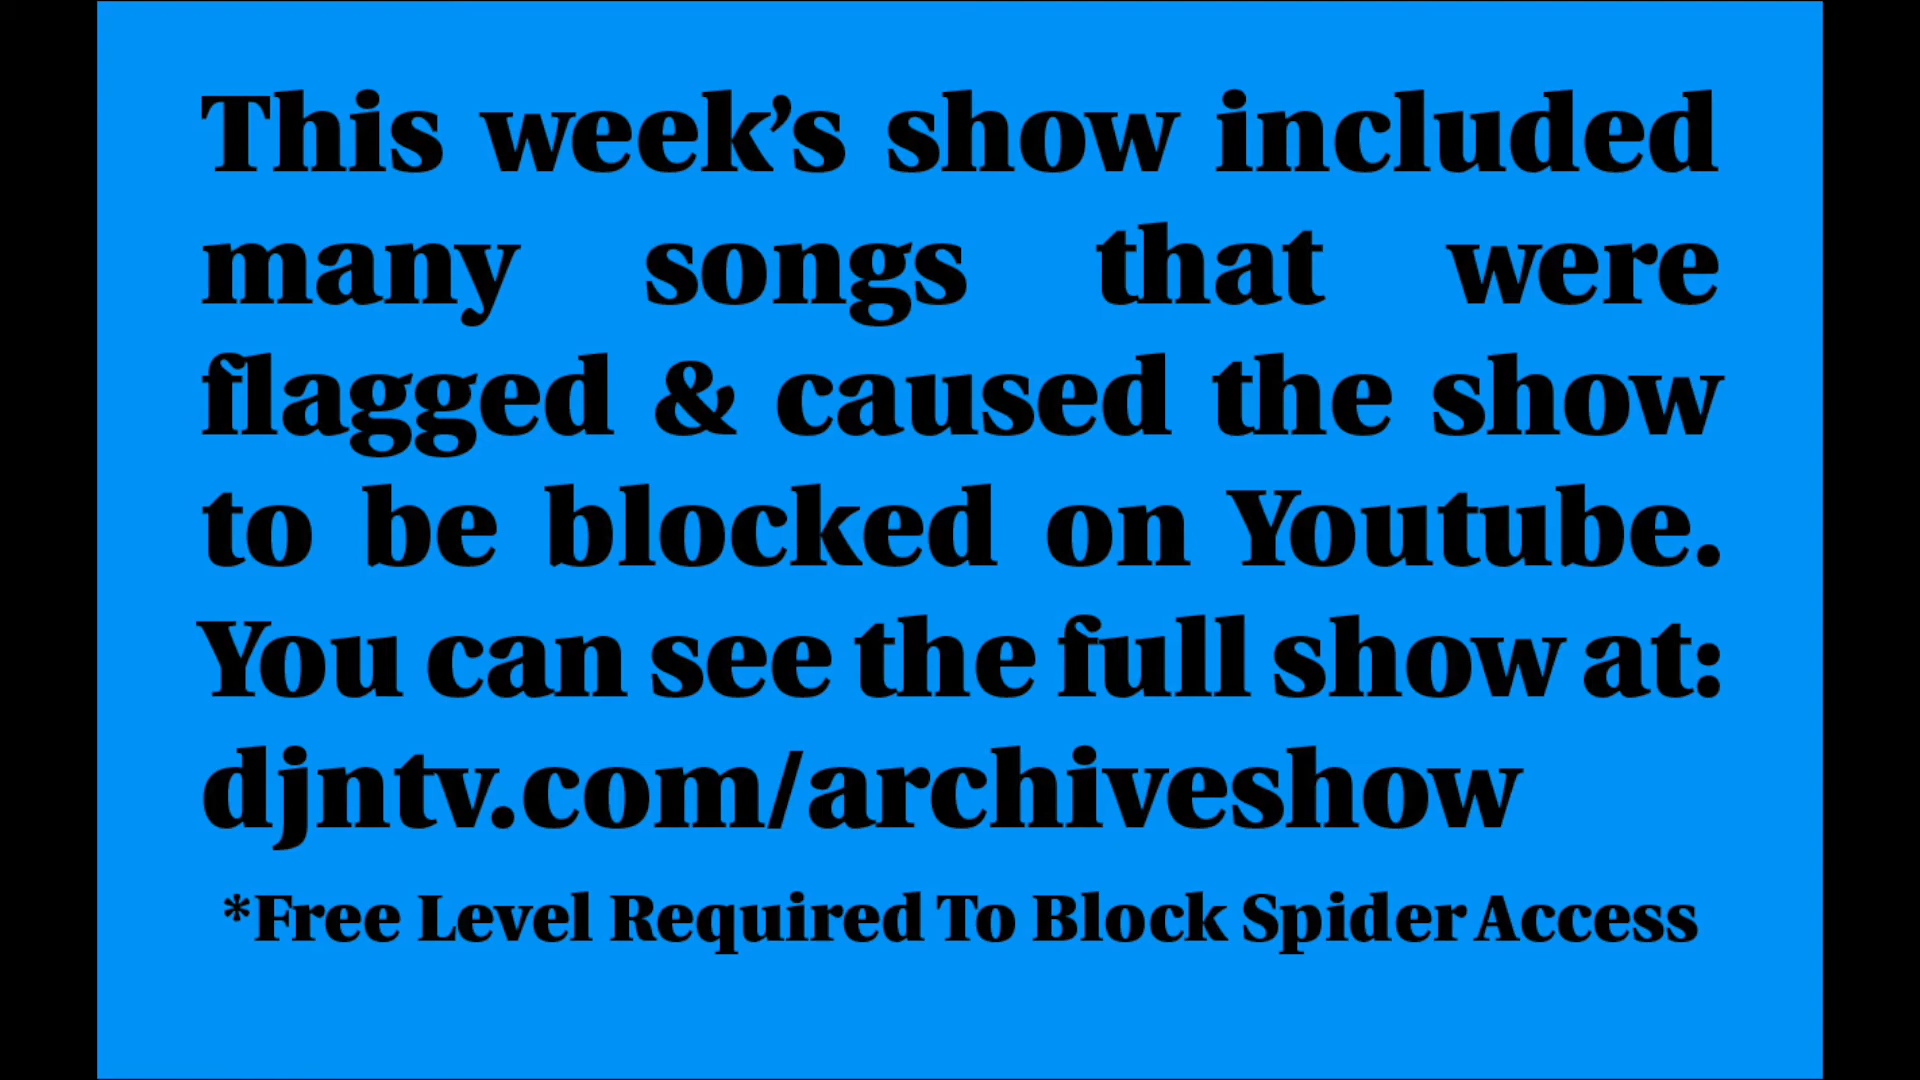 This week’s show included
many songs that were
flagged & caused the show
to be blocked on Youtube.
You can see the full show at:
djntv.com/archiveshow
*Free Level Required To Block Spider Access